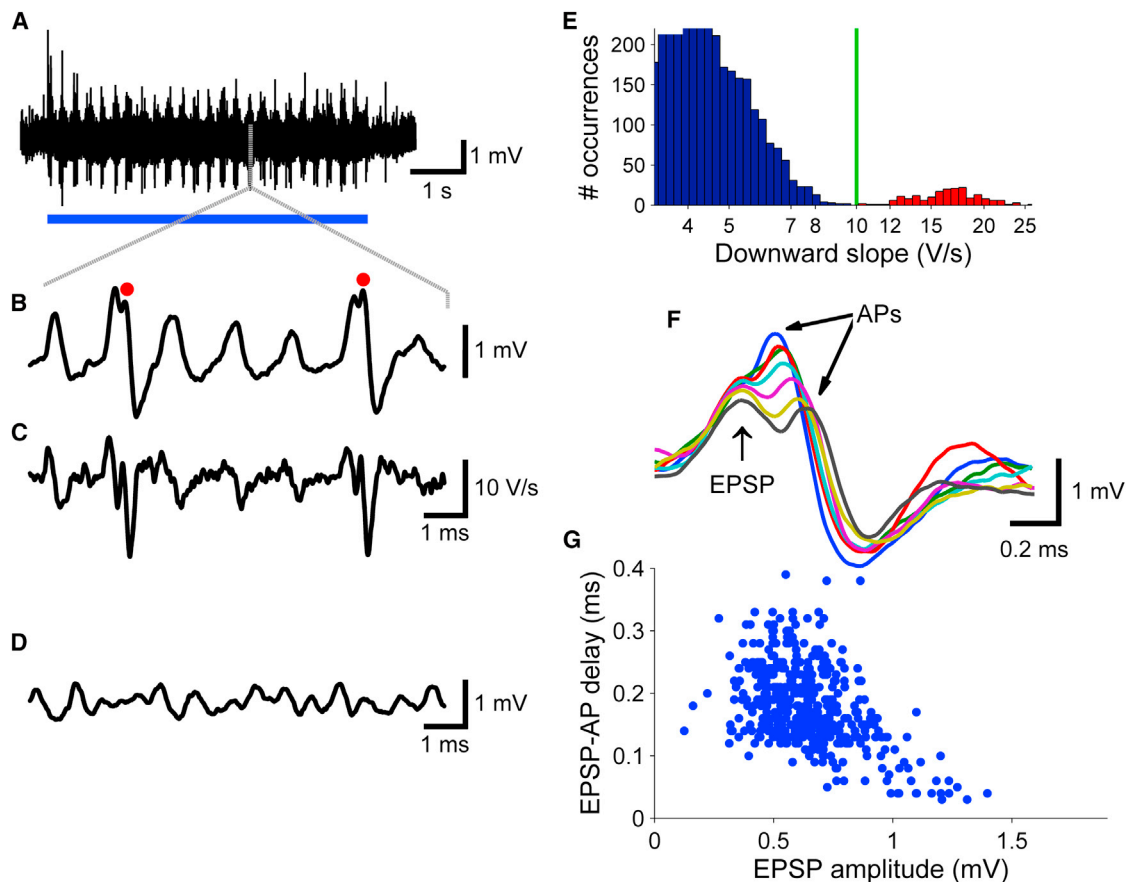 A
1 mV
1 s
B
1 mV
C
10 V/s
1 ms
D
1 mV
1 ms
E
# occurrences
200
150
100
50
0
4 5 7 8 10 12 15 20 25
Downward slope (V/s)
F
APs
EPSP
1 mV
0.2 ms
G
EPSP-AP delay (ms)
0.4
0.3
0.2
0.1
0
0 0.5 1 1.5
EPSP amplitude (mV)